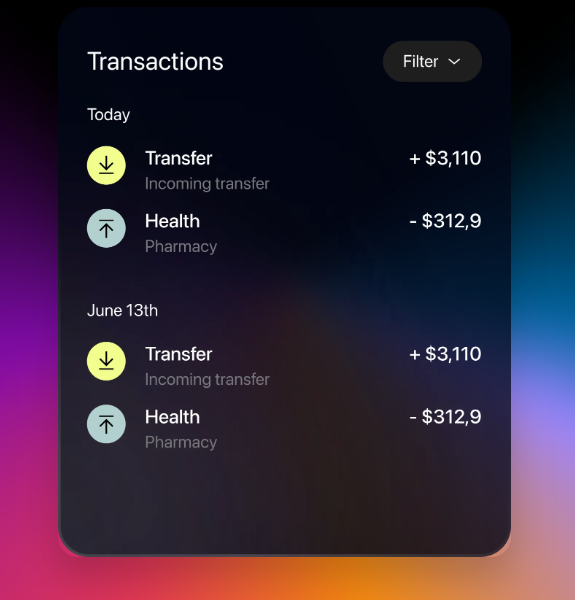 Transactions
Filter
Today
Transfer
+ $3,110
Incoming transfer
Health
- $312,9
Pharmacy
June 13th
Transfer
+ $3,110
Incoming transfer
Health
- $312,9
Pharmacy